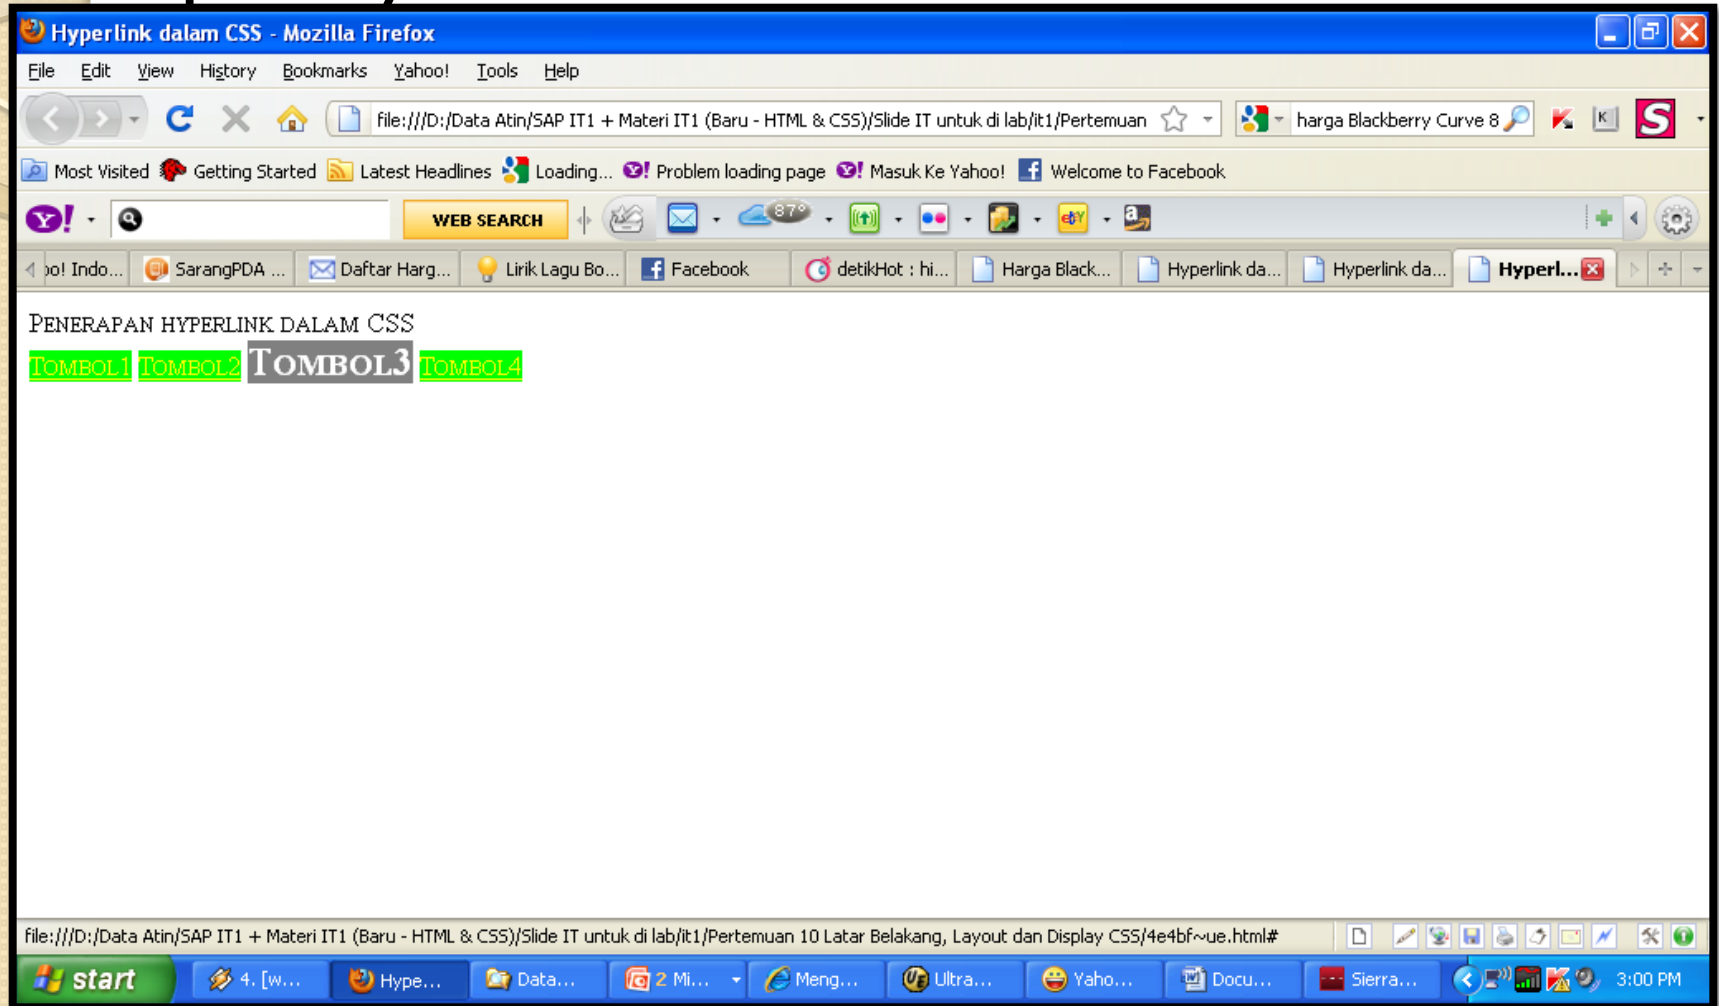 Hyperlink dalam CSS - Mozilla Firefox
File Edit View History Bookmarks Yahoo! Tools Help
file:///D:/Data Atin/SAP IT1 + Materi IT1 (Baru - HTML & CSS)/Slide IT untuk di lab/it1/Pertemuan harga Blackberry Curve 8
Most Visited Getting Started Latest Headlines Loading... Problem loading page Masuk Ke Yahoo! Welcome to Facebook
Y! WEB SEARCH 87°
oo! Indo... SarangPDA ... Daftar Harg... Lirik Lagu Bo... Facebook detikHot : hi... Harga Black... Hyperlink da... Hyperlink da... Hyperl...
Penerapan hyperlink dalam CSS
Tombol1 Tombol2 Tombol3 Tombol4
file:///D:/Data Atin/SAP IT1 + Materi IT1 (Baru - HTML & CSS)/Slide IT untuk di lab/it1/Pertemuan 10 Latar Belakang, Layout dan Display CSS/4e4bf~ue.html#
start 4. [w... Hype... Data... 2 Mi... Meng... Ultra... Yaho... Docu... Sierra... 3:00 PM